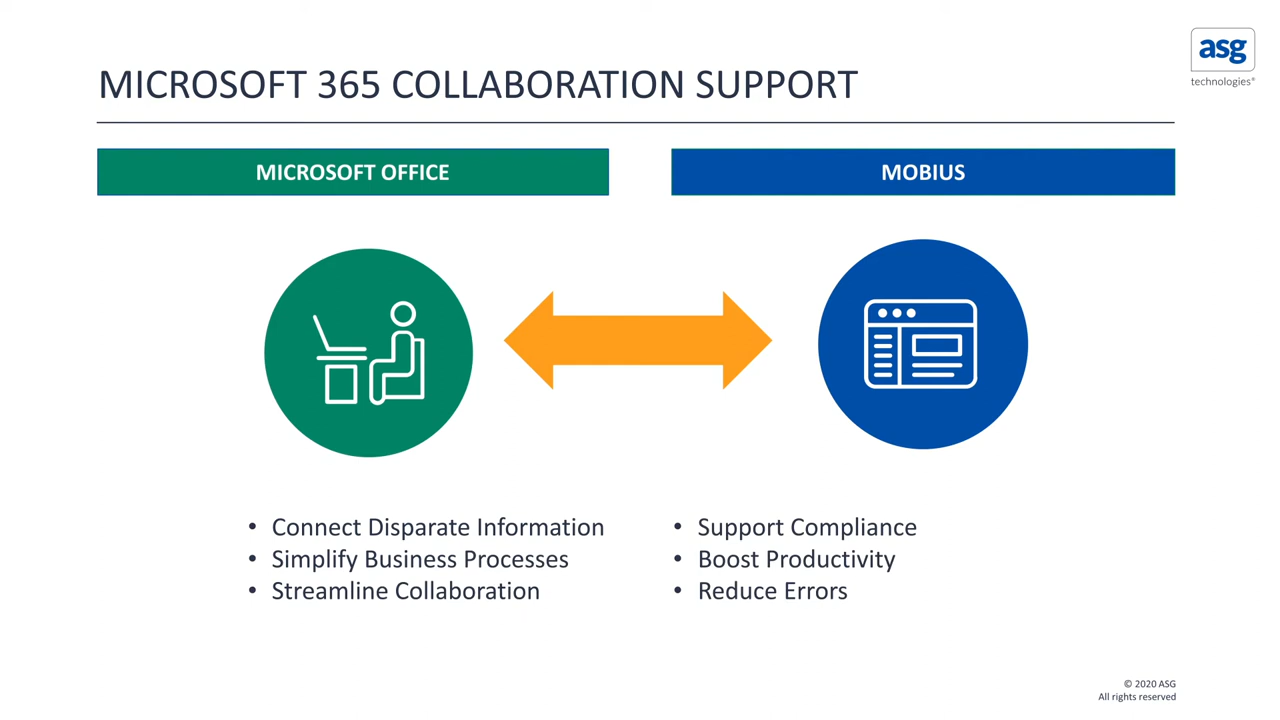 asg
technologies®
MICROSOFT 365 COLLABORATION SUPPORT
MICROSOFT OFFICE
MOBIUS
• Connect Disparate Information
• Simplify Business Processes
• Streamline Collaboration
• Support Compliance
• Boost Productivity
• Reduce Errors
© 2020 ASG
All rights reserved